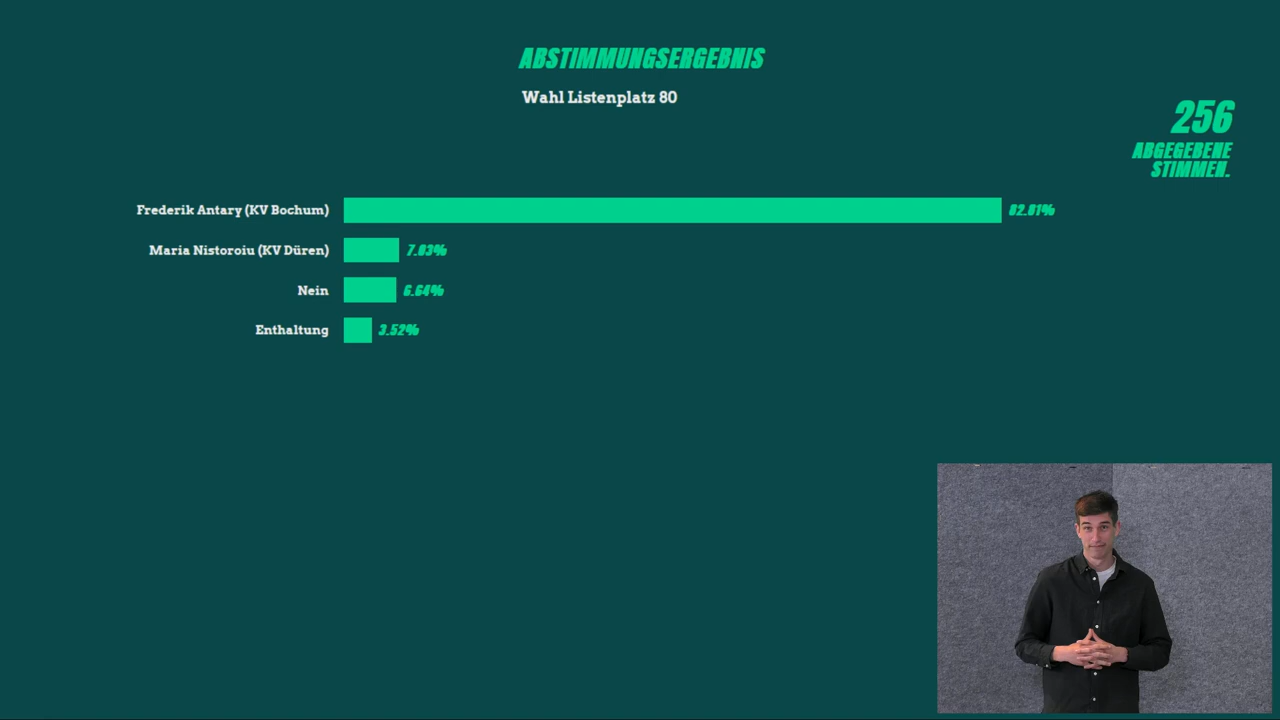 ABSTIMMUNGSERGEBNIS
Wahl Listenplatz 80
256
ABGEGEBENE
STIMMEN.
Frederik Antary (KV Bochum) 82.81%
Maria Nistoroiu (KV Düren) 7.03%
Nein 6.64%
Enthaltung 3.52%